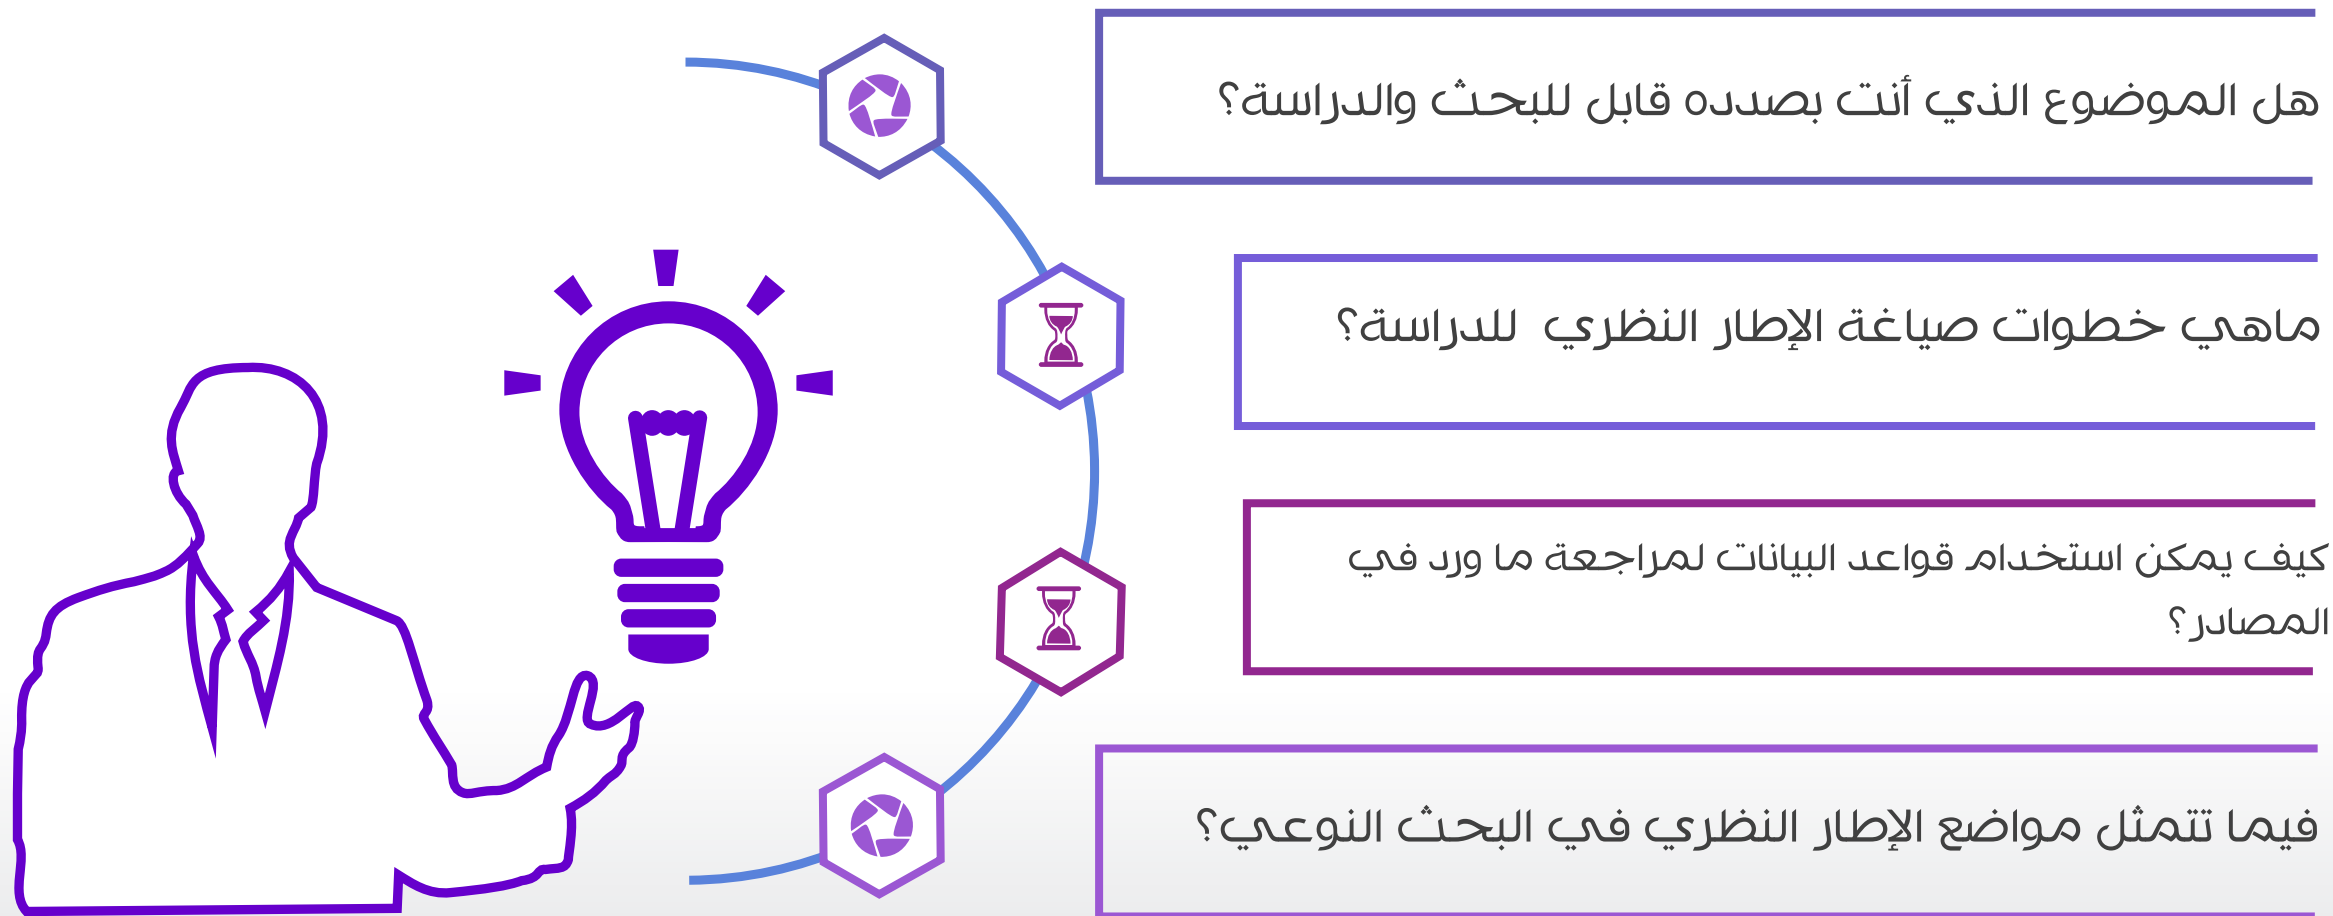 هل الموضوع الذي أنت بصدده قابل للبحث والدراسة؟
ماهي خطوات صياغة الإطار النظري للدراسة؟
كيف يمكن استخدام قواعد البيانات لمراجعة ما ورد في
المصادر؟
فيما تتمثل مواضع الإطار النظري في البحث النوعي؟